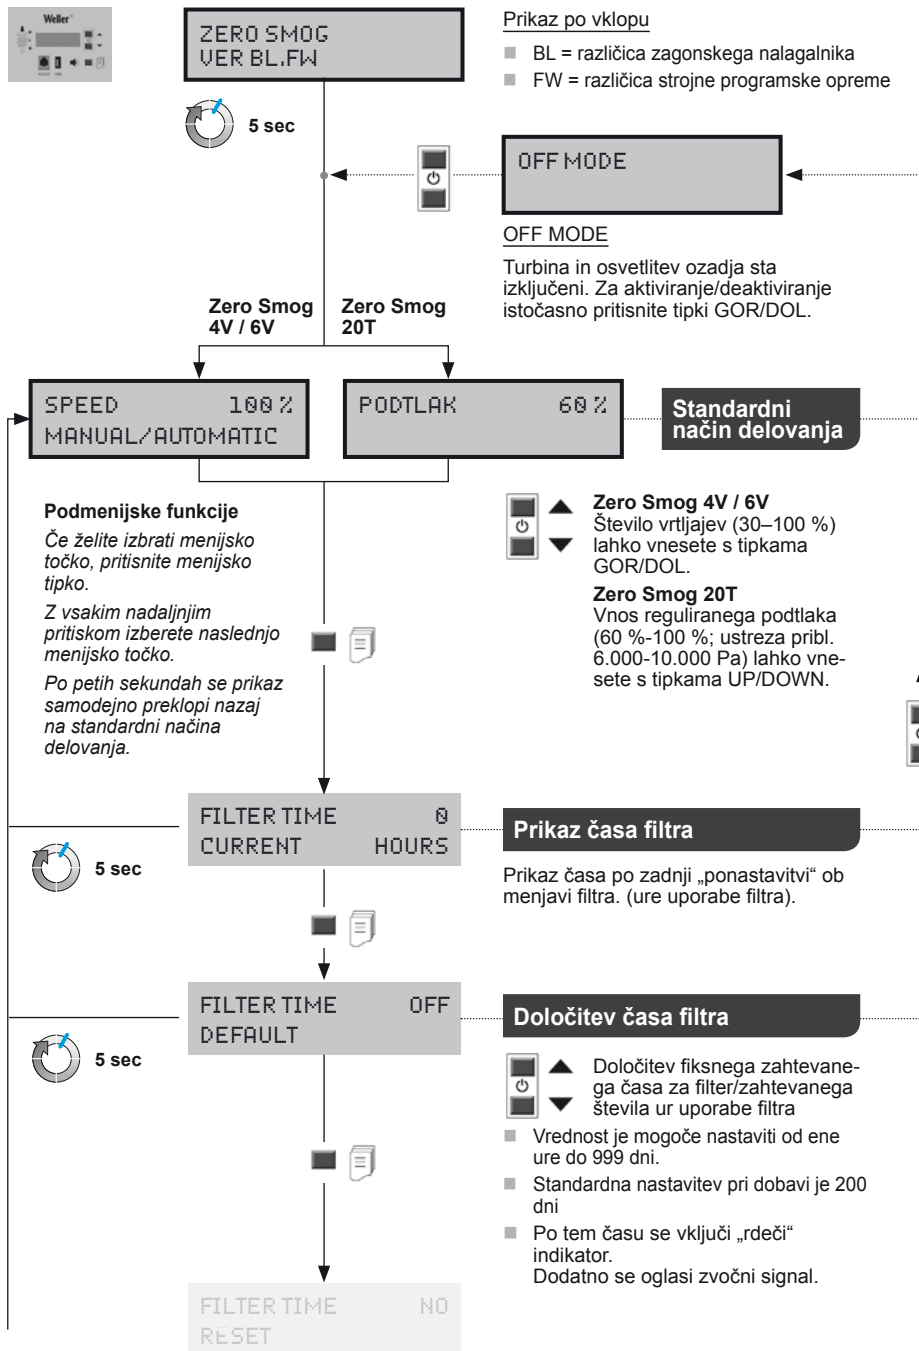 Weller
ZERO SMOG
VER BL.FW
Prikaz po vklopu
BL = različica zagonskega nalagalnika
FW = različica strojne programske opreme
5 sec
OFF MODE
OFF MODE
Turbina in osvetlitev ozadja sta
izključeni. Za aktiviranje/deaktiviranje
istočasno pritisnite tipki GOR/DOL.
Zero Smog
4V / 6V
Zero Smog
20T
SPEED 100 %
MANUAL/AUTOMATIC
PODTLAK 60 %
Standardni
način delovanja
Podmenijske funkcije
Če želite izbrati menijsko
točko, pritisnite menijsko
tipko.
Z vsakim nadaljnjim
pritiskom izberete naslednjo
menijsko točko.
Po petih sekundah se prikaz
samodejno preklopi nazaj
na standardni načina
delovanja.
Zero Smog 4V / 6V
Število vrtljajev (30–100 %)
lahko vnesete s tipkama
GOR/DOL.
Zero Smog 20T
Vnos reguliranega podtlaka
(60 %-100 %; ustreza pribl.
6.000-10.000 Pa) lahko vne-
sete s tipkama UP/DOWN.
FILTER TIME 0
CURRENT HOURS
5 sec
Prikaz časa filtra
Prikaz časa po zadnji „ponastavitvi“ ob
menjavi filtra. (ure uporabe filtra).
FILTER TIME OFF
DEFAULT
5 sec
Določitev časa filtra
Določitev fiksnega zahtevane-
ga časa za filter/zahtevanega
števila ur uporabe filtra
Vrednost je mogoče nastaviti od ene
ure do 999 dni.
Standardna nastavitev pri dobavi je 200
dni
Po tem času se vključi „rdeči“
indikator.
Dodatno se oglasi zvočni signal.
FILTER TIME NO
RESET